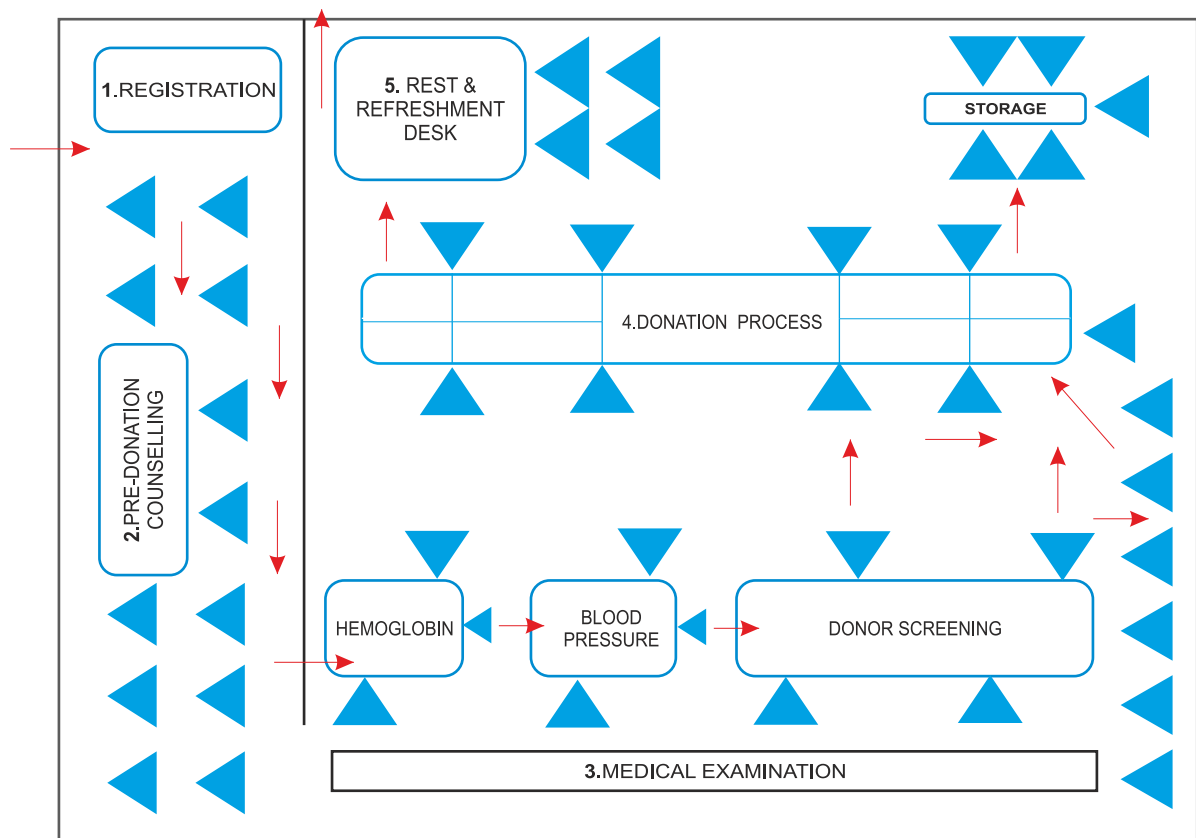 1.REGISTRATION
2.PRE-DONATION
COUNSELLING
5. REST &
REFRESHMENT
DESK
STORAGE
4.DONATION PROCESS
HEMOGLOBIN
BLOOD
PRESSURE
DONOR SCREENING
3.MEDICAL EXAMINATION